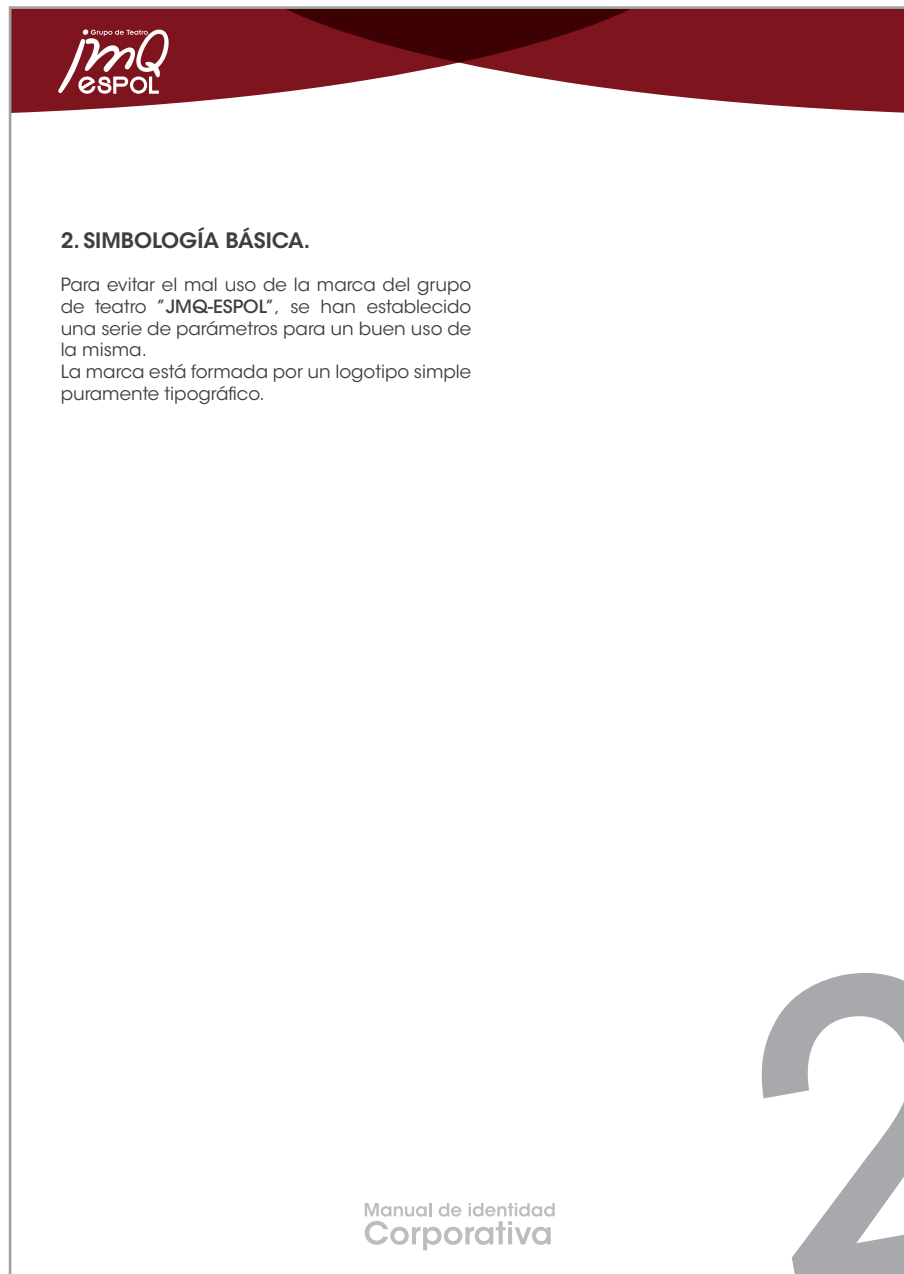 Grupo de Teatro
jmQ
eSPOL
2. SIMBOLOGÍA BÁSICA.
Para evitar el mal uso de la marca del grupo
de teatro "JMQ-ESPOL", se han establecido
una serie de parámetros para un buen uso de
la misma.
La marca está formada por un logotipo simple
puramente tipográfico.
2
Manual de identidad
Corporativa